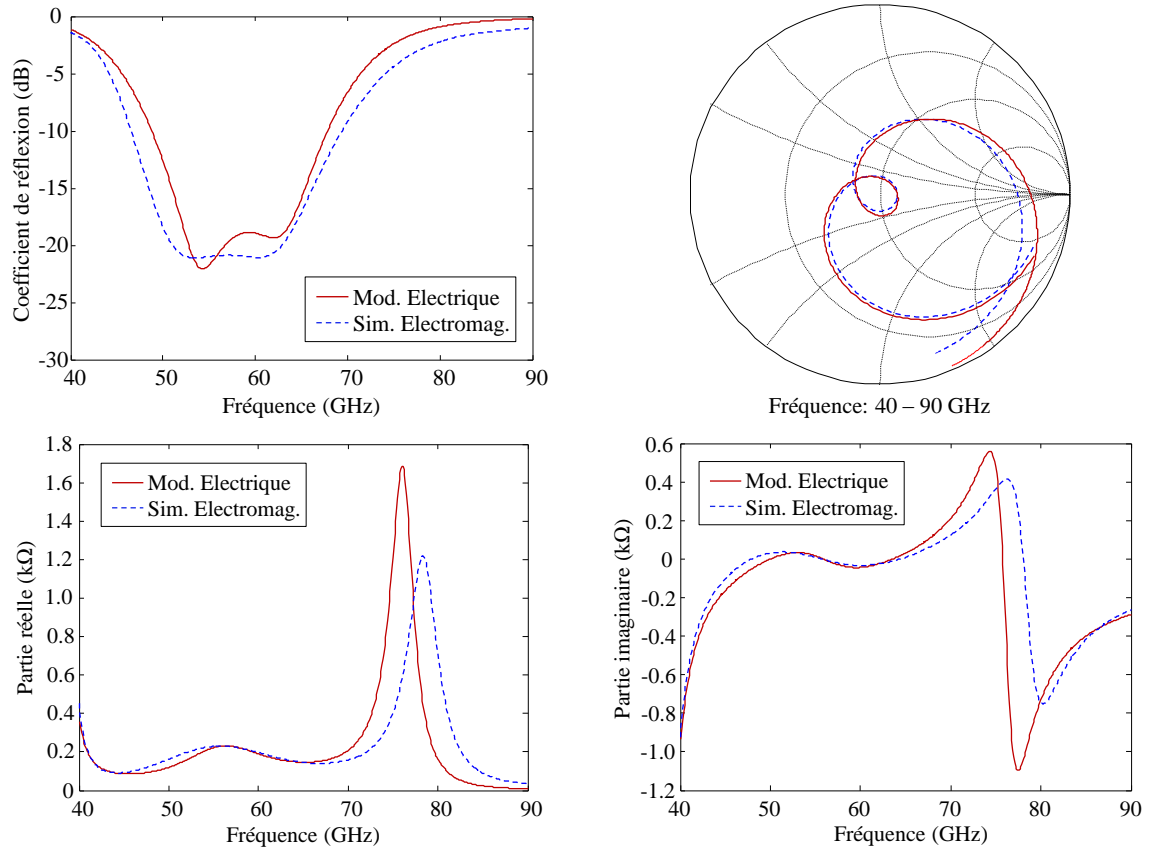 0
-5
-10
-15
-20
-25
-30
Coefficient de réflexion (dB)
Mod. Electrique
Sim. Electromag.
40 50 60 70 80 90
Fréquence (GHz)
Fréquence: 40 – 90 GHz
1.8
1.6
1.4
1.2
1.0
0.8
0.6
0.4
0.2
0
Partie réelle (kΩ)
Mod. Electrique
Sim. Electromag.
40 50 60 70 80 90
Fréquence (GHz)
0.6
0.4
0.2
0
-0.2
-0.4
-0.6
-0.8
-1.0
-1.2
Partie imaginaire (kΩ)
Mod. Electrique
Sim. Electromag.
40 50 60 70 80 90
Fréquence (GHz)